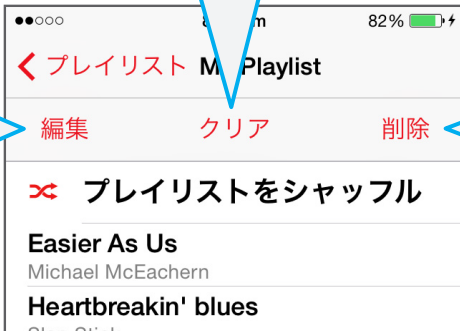 82%
プレイリスト Playlist
編集 クリア 削除
プレイリストをシャッフル
Easier As Us
Michael McEachern
Heartbreakin' blues